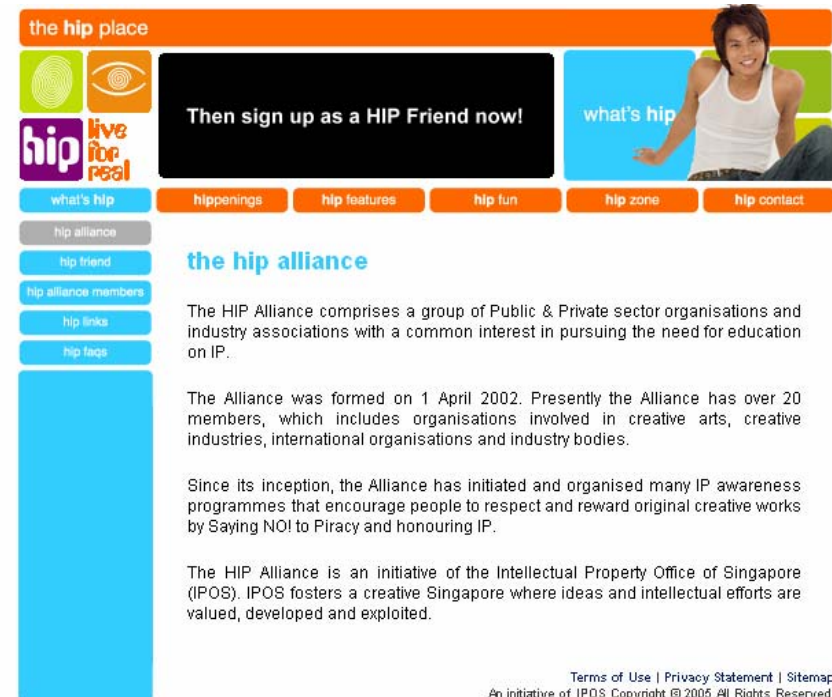 the hip place
Then sign up as a HIP Friend now!
what's hip
hip
live
for
real
what's hip
hippenings
hip features
hip fun
hip zone
hip contact
hip alliance
hip friend
hip alliance members
hip links
hip faqs
the hip alliance
The HIP Alliance comprises a group of Public & Private sector organisations and
industry associations with a common interest in pursuing the need for education
on IP.
The Alliance was formed on 1 April 2002. Presently the Alliance has over 20
members, which includes organisations involved in creative arts, creative
industries, international organisations and industry bodies.
Since its inception, the Alliance has initiated and organised many IP awareness
programmes that encourage people to respect and reward original creative works
by Saying NO! to Piracy and honouring IP.
The HIP Alliance is an initiative of the Intellectual Property Office of Singapore
(IPOS). IPOS fosters a creative Singapore where ideas and intellectual efforts are
valued, developed and exploited.
Terms of Use | Privacy Statement | Sitemap
An initiative of IPOS Copyright © 2005 All Rights Reserved